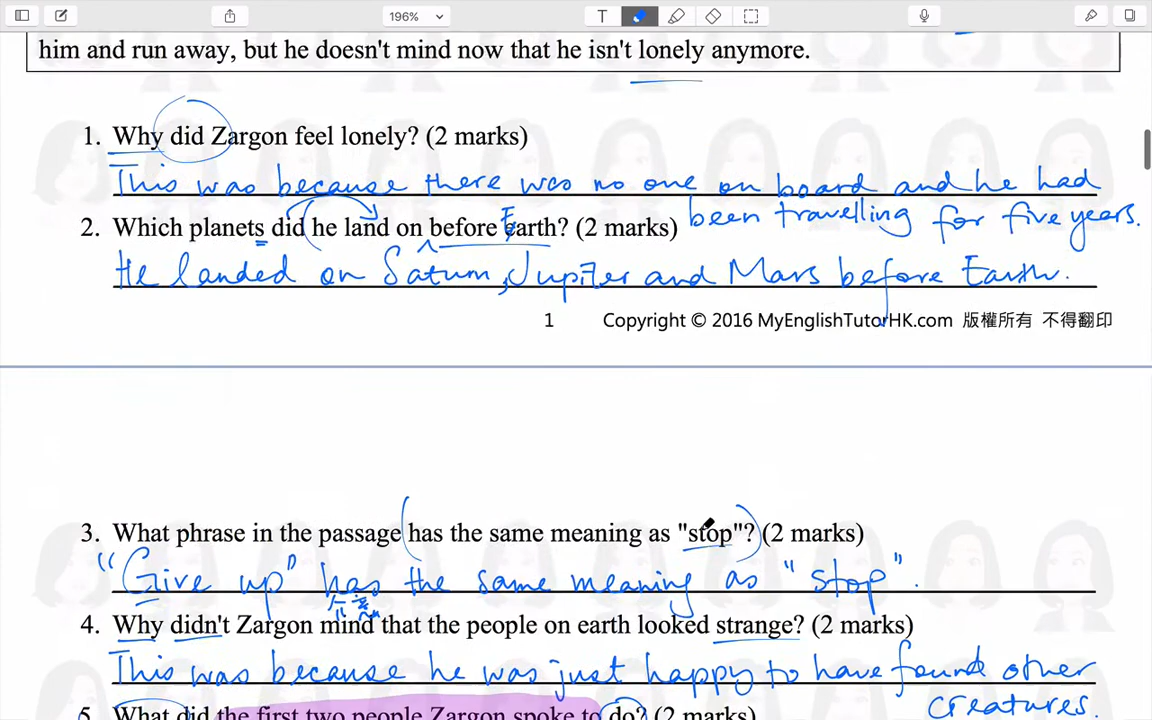 196%
T
him and run away, but he doesn't mind now that he isn't lonely anymore.
1. Why did Zargon feel lonely? (2 marks)
This was because there was no one on board and he had
been travelling for five years.
2. Which planets did he land on before Earth? (2 marks)
He landed on Saturn, Jupiter and Mars before Earth.
1 Copyright © 2016 MyEnglishTutorHK.com 版權所有 不得翻印
3. What phrase in the passage has the same meaning as "stop"? (2 marks)
"Give up" has the same meaning as "stop".
4. Why didn't Zargon mind that the people on earth looked strange? (2 marks)
This was because he was just happy to have found other
creatures.
5. What did the first two people Zargon spoke to do? (2 marks)